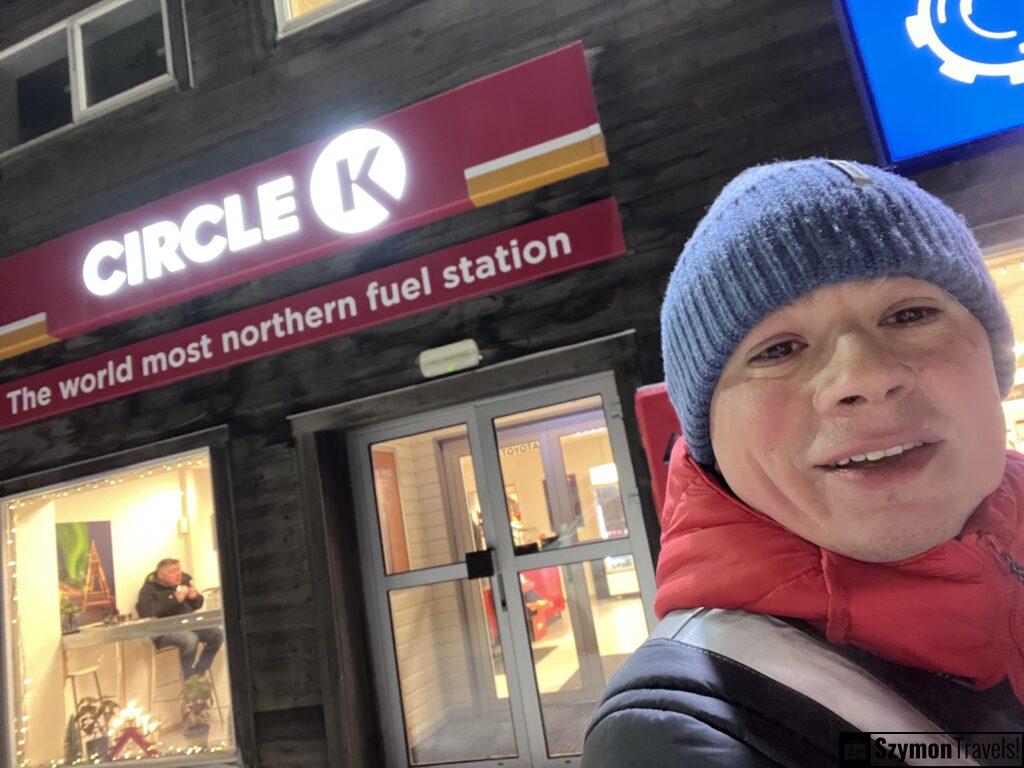 CIRCLE K
The world most northern fuel station
TOYOTA
SzymonTravels!